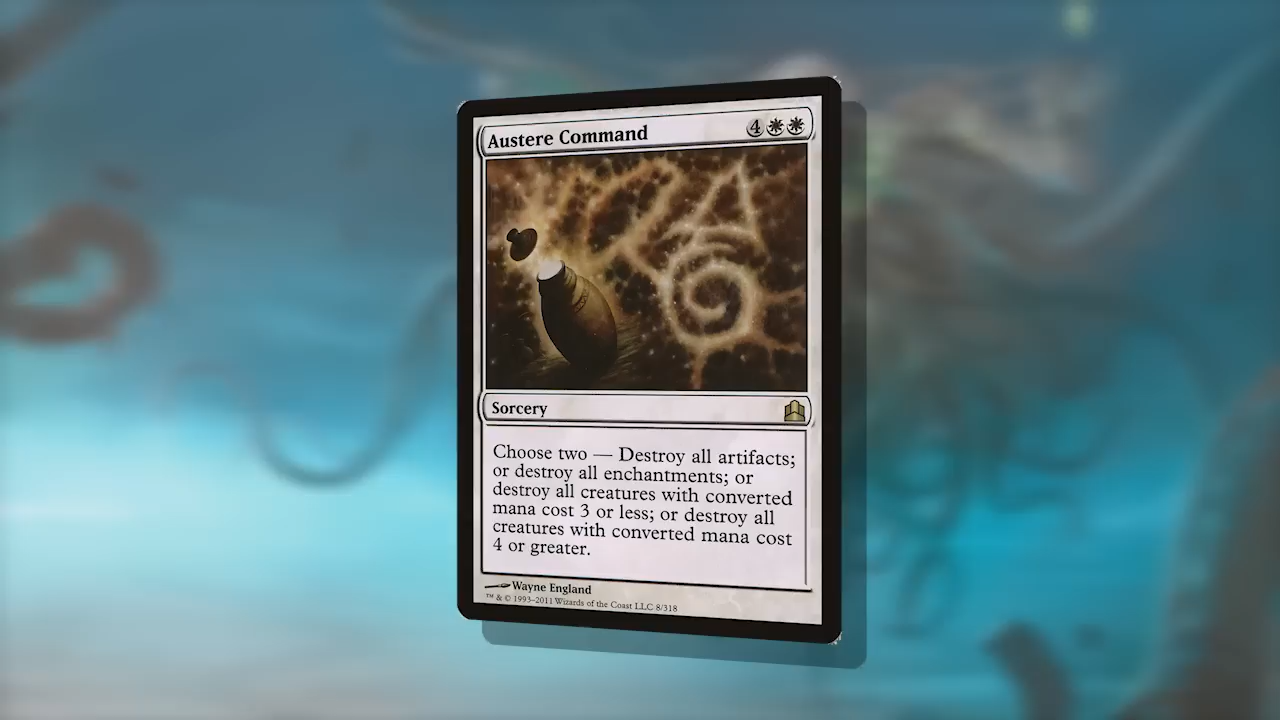 Austere Command 4
Sorcery
Choose two — Destroy all artifacts;
or destroy all enchantments; or
destroy all creatures with converted
mana cost 3 or less; or destroy all
creatures with converted mana cost
4 or greater.
Wayne England
™ & © 1993–2011 Wizards of the Coast LLC 8/318